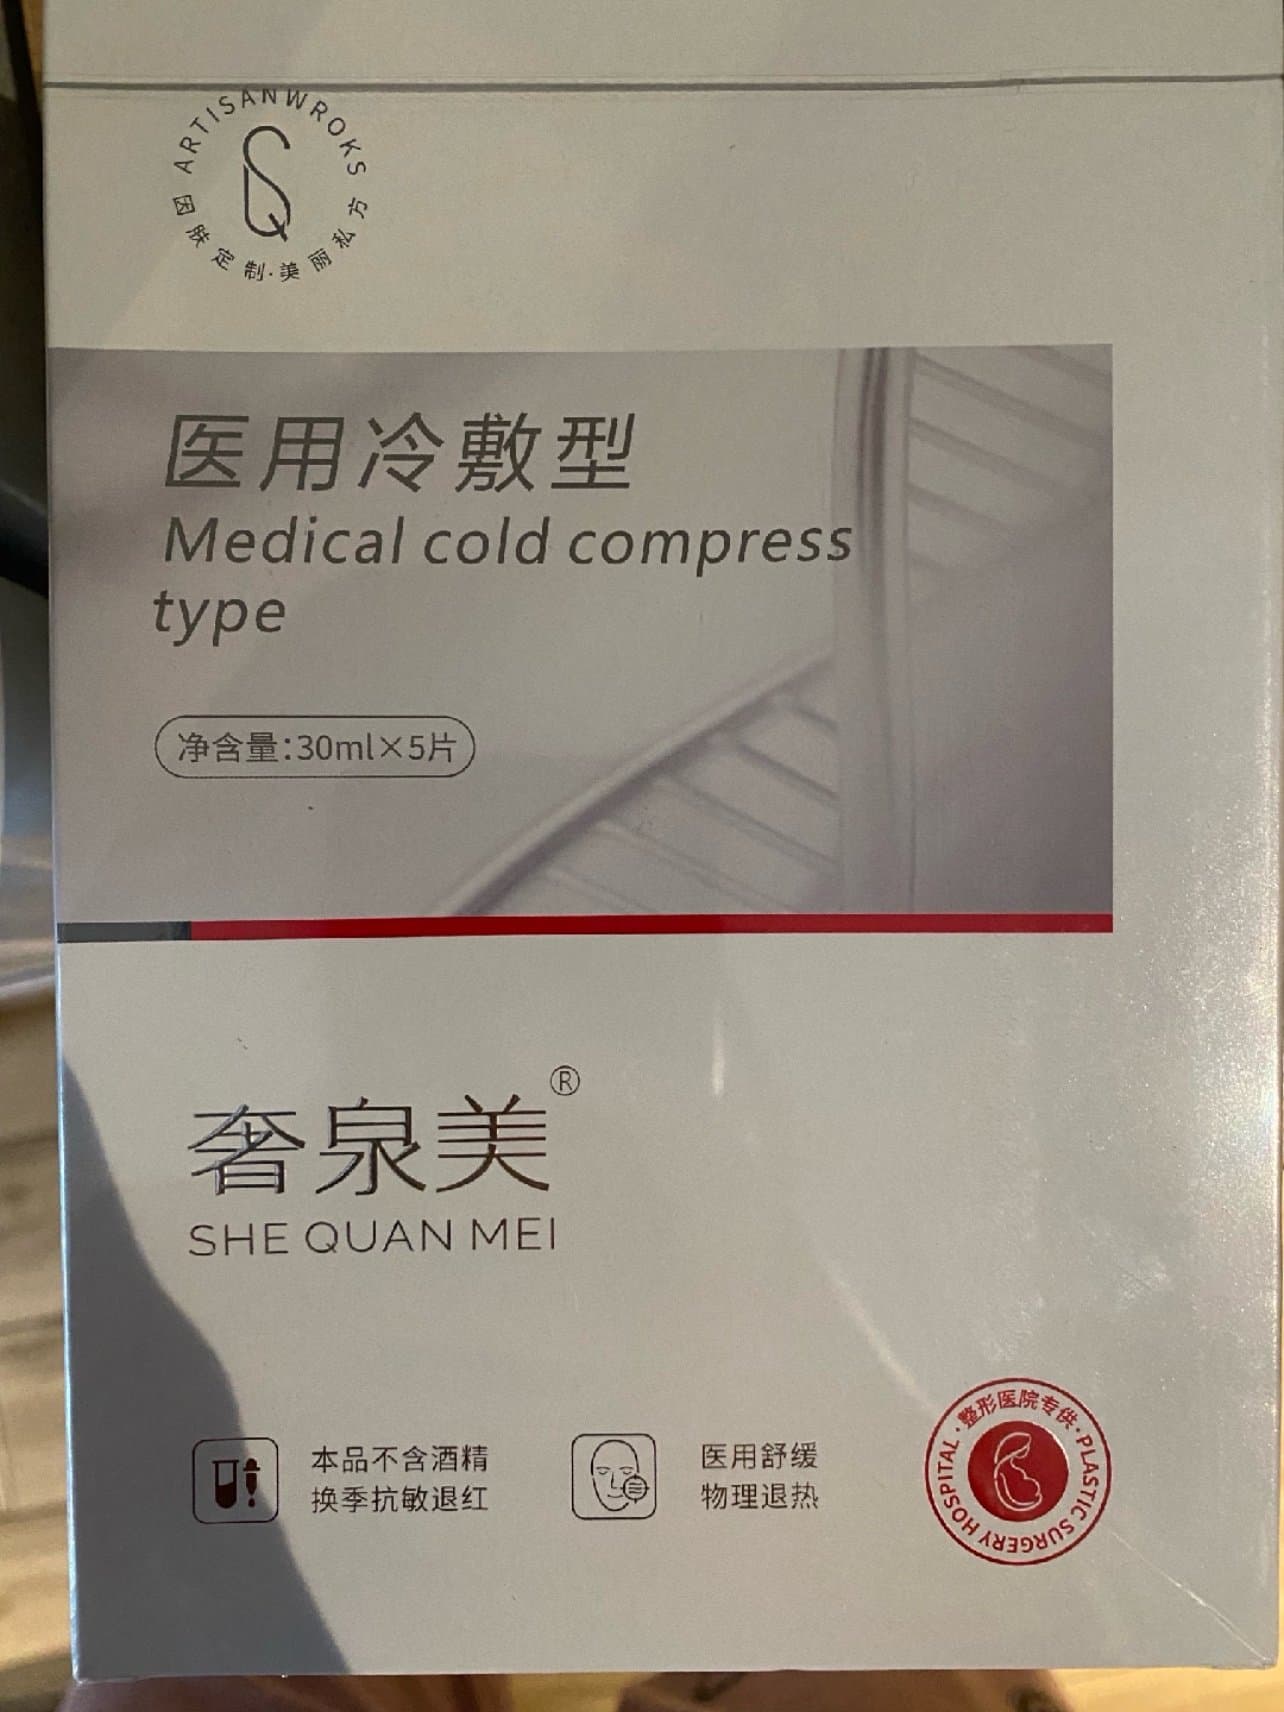 ARTISANWROKS
因肤定制·美丽私方
医用冷敷型
Medical cold compress
type
净含量:30ml×5片
奢泉美®
SHE QUAN MEI
本品不含酒精
换季抗敏退红
医用舒缓
物理退热
·整形医院专供·
PLASTIC SURGERY HOSPITAL